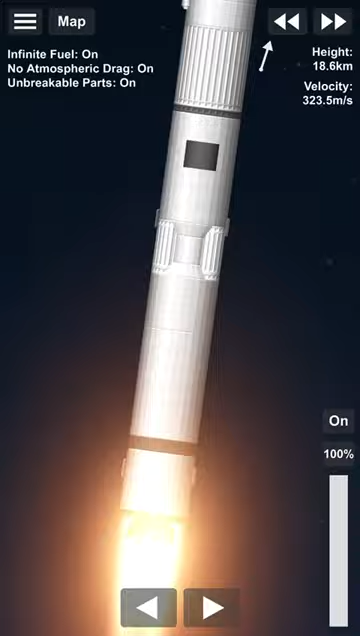 Map
Infinite Fuel: On
No Atmospheric Drag: On
Unbreakable Parts: On
Height:
18.6km
Velocity:
323.5m/s
On
100%